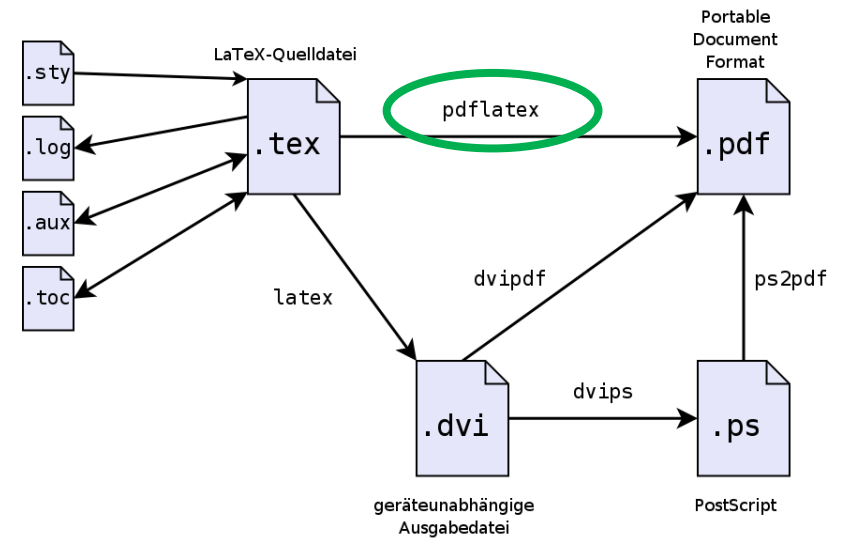 Portable
Document
Format
LaTeX-Quelldatei
.sty
pdflatex
.log
.tex
.pdf
.aux
.toc
latex
dvipdf
ps2pdf
dvips
.dvi
.ps
geräteunabhängige
Ausgabedatei
PostScript